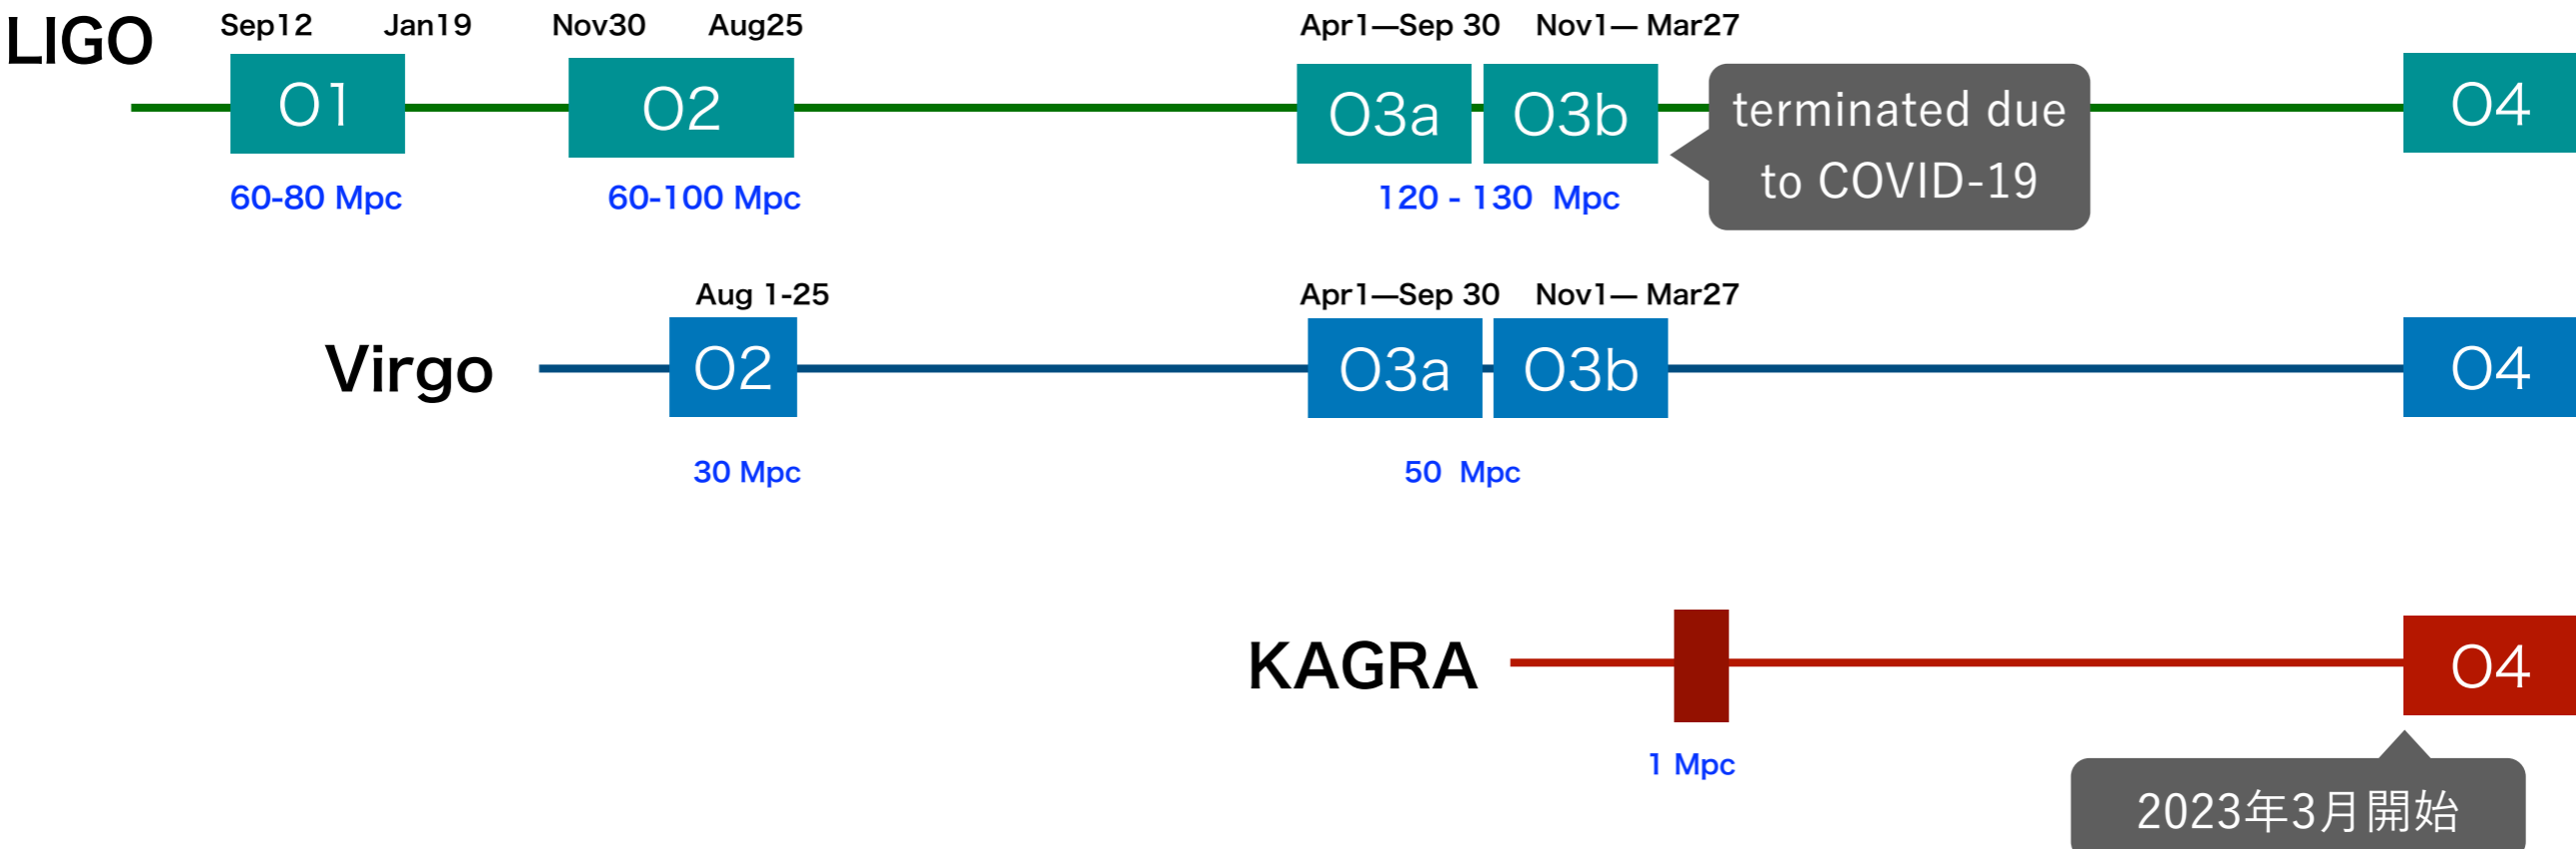 LIGO
Sep12 Jan19 Nov30 Aug25 Apr1—Sep 30 Nov1— Mar27
O1 O2 O3a O3b terminated due O4
to COVID-19
60-80 Mpc 60-100 Mpc 120 - 130 Mpc
Aug 1-25 Apr1—Sep 30 Nov1— Mar27
Virgo O2 O3a O3b O4
30 Mpc 50 Mpc
KAGRA O4
1 Mpc
2023年3月開始